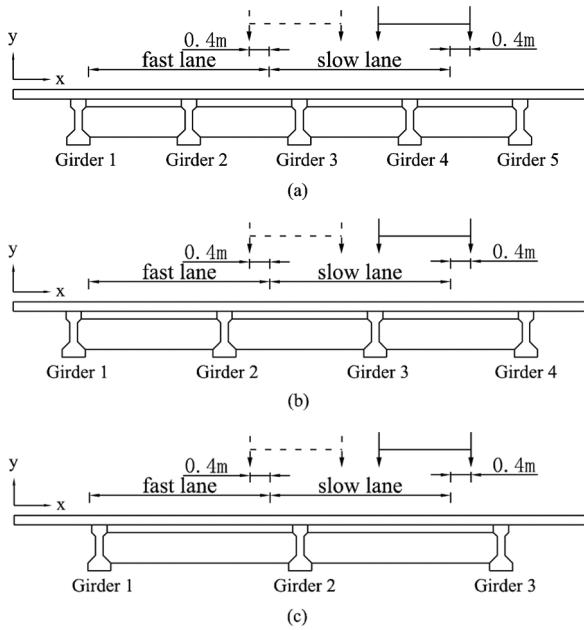 0.4m 0.4m
y
fast lane slow lane
x
Girder 1 Girder 2 Girder 3 Girder 4 Girder 5
(a)
0.4m 0.4m
y
fast lane slow lane
x
Girder 1 Girder 2 Girder 3 Girder 4
(b)
0.4m 0.4m
y
fast lane slow lane
x
Girder 1 Girder 2 Girder 3
(c)